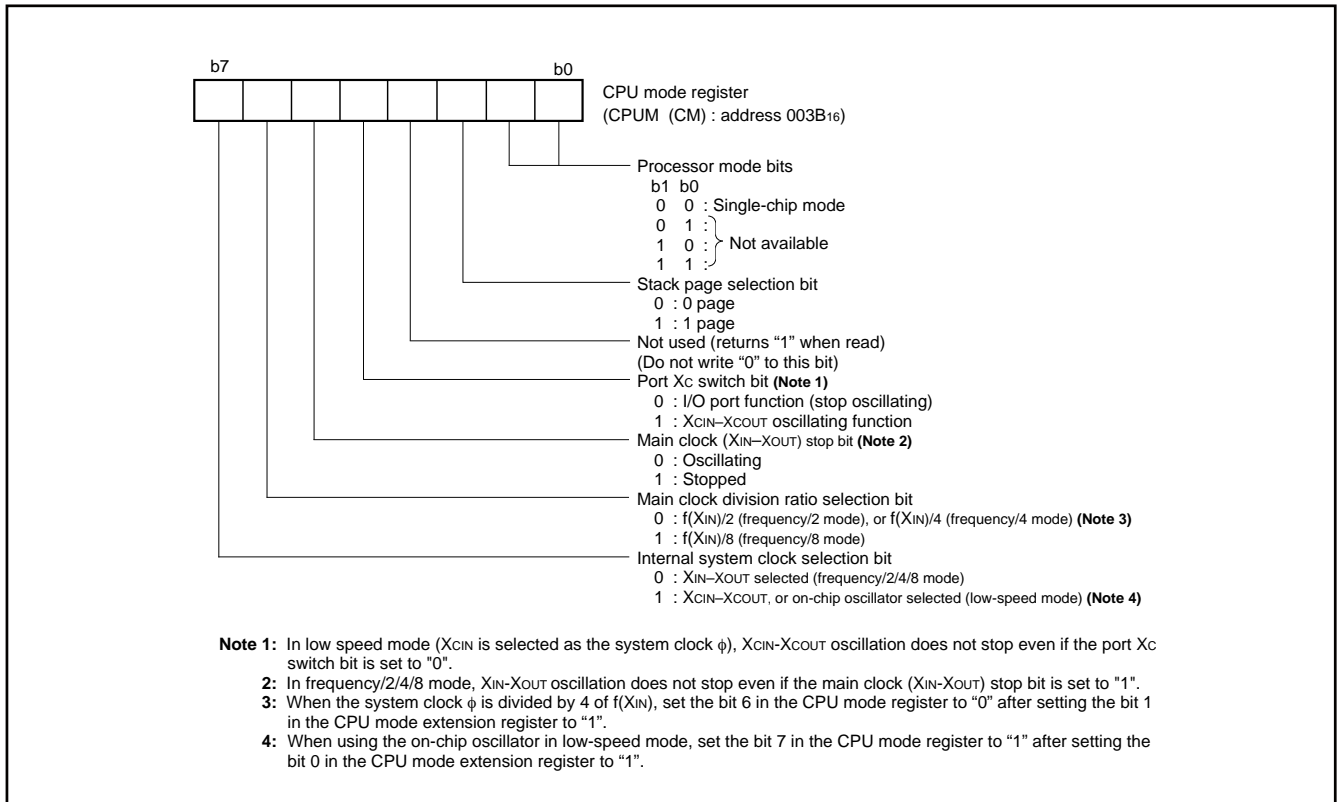 b7 b0
CPU mode register
(CPUM (CM) : address 003B16)
Processor mode bits
b1 b0
0 0 : Single-chip mode
0 1 :
1 0 : Not available
1 1 :
Stack page selection bit
0 : 0 page
1 : 1 page
Not used (returns “1” when read)
(Do not write “0” to this bit)
Port XC switch bit (Note 1)
0 : I/O port function (stop oscillating)
1 : XCIN–XCOUT oscillating function
Main clock (XIN–XOUT) stop bit (Note 2)
0 : Oscillating
1 : Stopped
Main clock division ratio selection bit
0 : f(XIN)/2 (frequency/2 mode), or f(XIN)/4 (frequency/4 mode) (Note 3)
1 : f(XIN)/8 (frequency/8 mode)
Internal system clock selection bit
0 : XIN–XOUT selected (frequency/2/4/8 mode)
1 : XCIN–XCOUT, or on-chip oscillator selected (low-speed mode) (Note 4)
Note 1: In low speed mode (XCIN is selected as the system clock ϕ), XCIN-XCOUT oscillation does not stop even if the port XC
switch bit is set to "0".
2: In frequency/2/4/8 mode, XIN-XOUT oscillation does not stop even if the main clock (XIN-XOUT) stop bit is set to "1".
3: When the system clock ϕ is divided by 4 of f(XIN), set the bit 6 in the CPU mode register to “0” after setting the bit 1
in the CPU mode extension register to “1”.
4: When using the on-chip oscillator in low-speed mode, set the bit 7 in the CPU mode register to “1” after setting the
bit 0 in the CPU mode extension register to “1”.